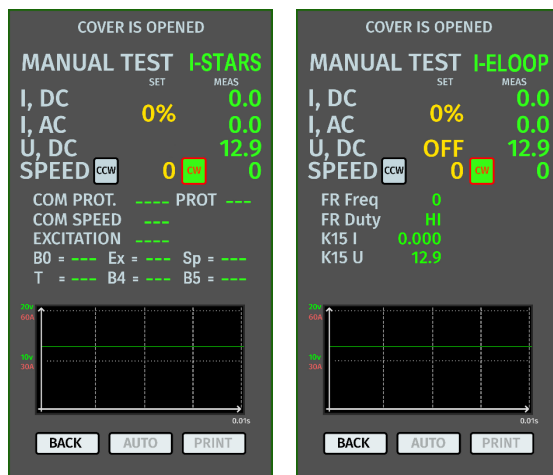 COVER IS OPENED
MANUAL TEST I-STARS
SET MEAS
I, DC 0.0
0%
I, AC 0.0
U, DC 12.9
SPEED CCW 0 CW 0
COM PROT. ---- PROT ---
COM SPEED ---
EXCITATION ----
B0 = --- Ex = --- Sp = ---
T = --- B4 = --- B5 = ---
20v
60A
10v
30A
0.01s
BACK AUTO PRINT
COVER IS OPENED
MANUAL TEST I-ELOOP
SET MEAS
I, DC 0.0
0%
I, AC 0.0
U, DC OFF 12.9
SPEED CCW 0 CW 0
FR Freq 0
FR Duty HI
K15 I 0.000
K15 U 12.9
20v
60A
10v
30A
0.01s
BACK AUTO PRINT